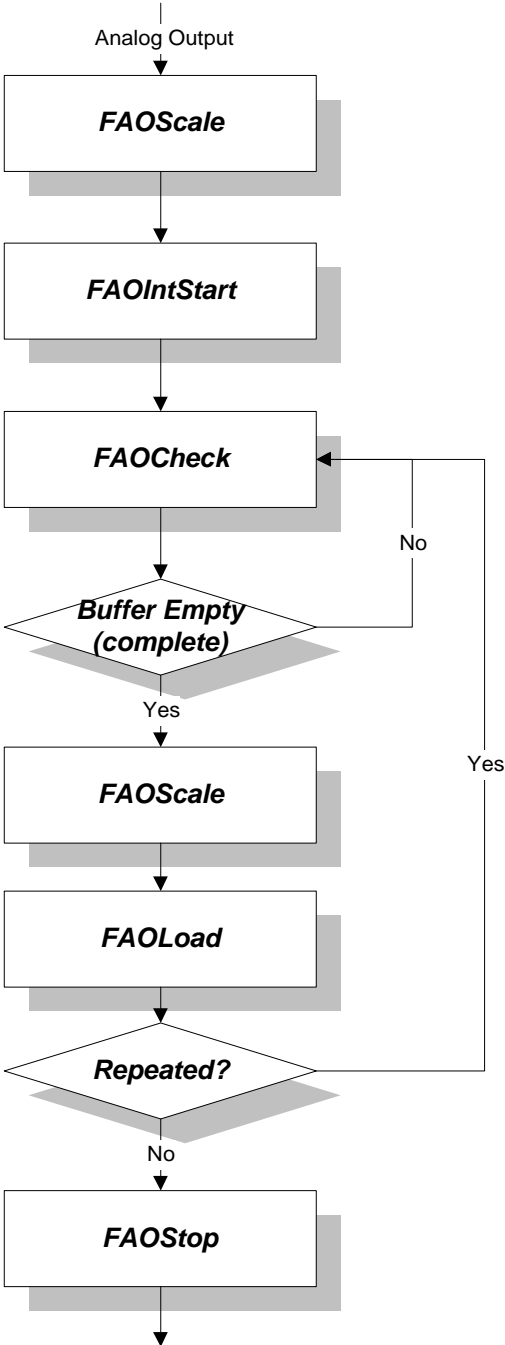 Analog Output
FAOScale
FAOIntStart
FAOCheck
No
Buffer Empty
(complete)
Yes
FAOScale
Yes
FAOLoad
Repeated?
No
FAOStop